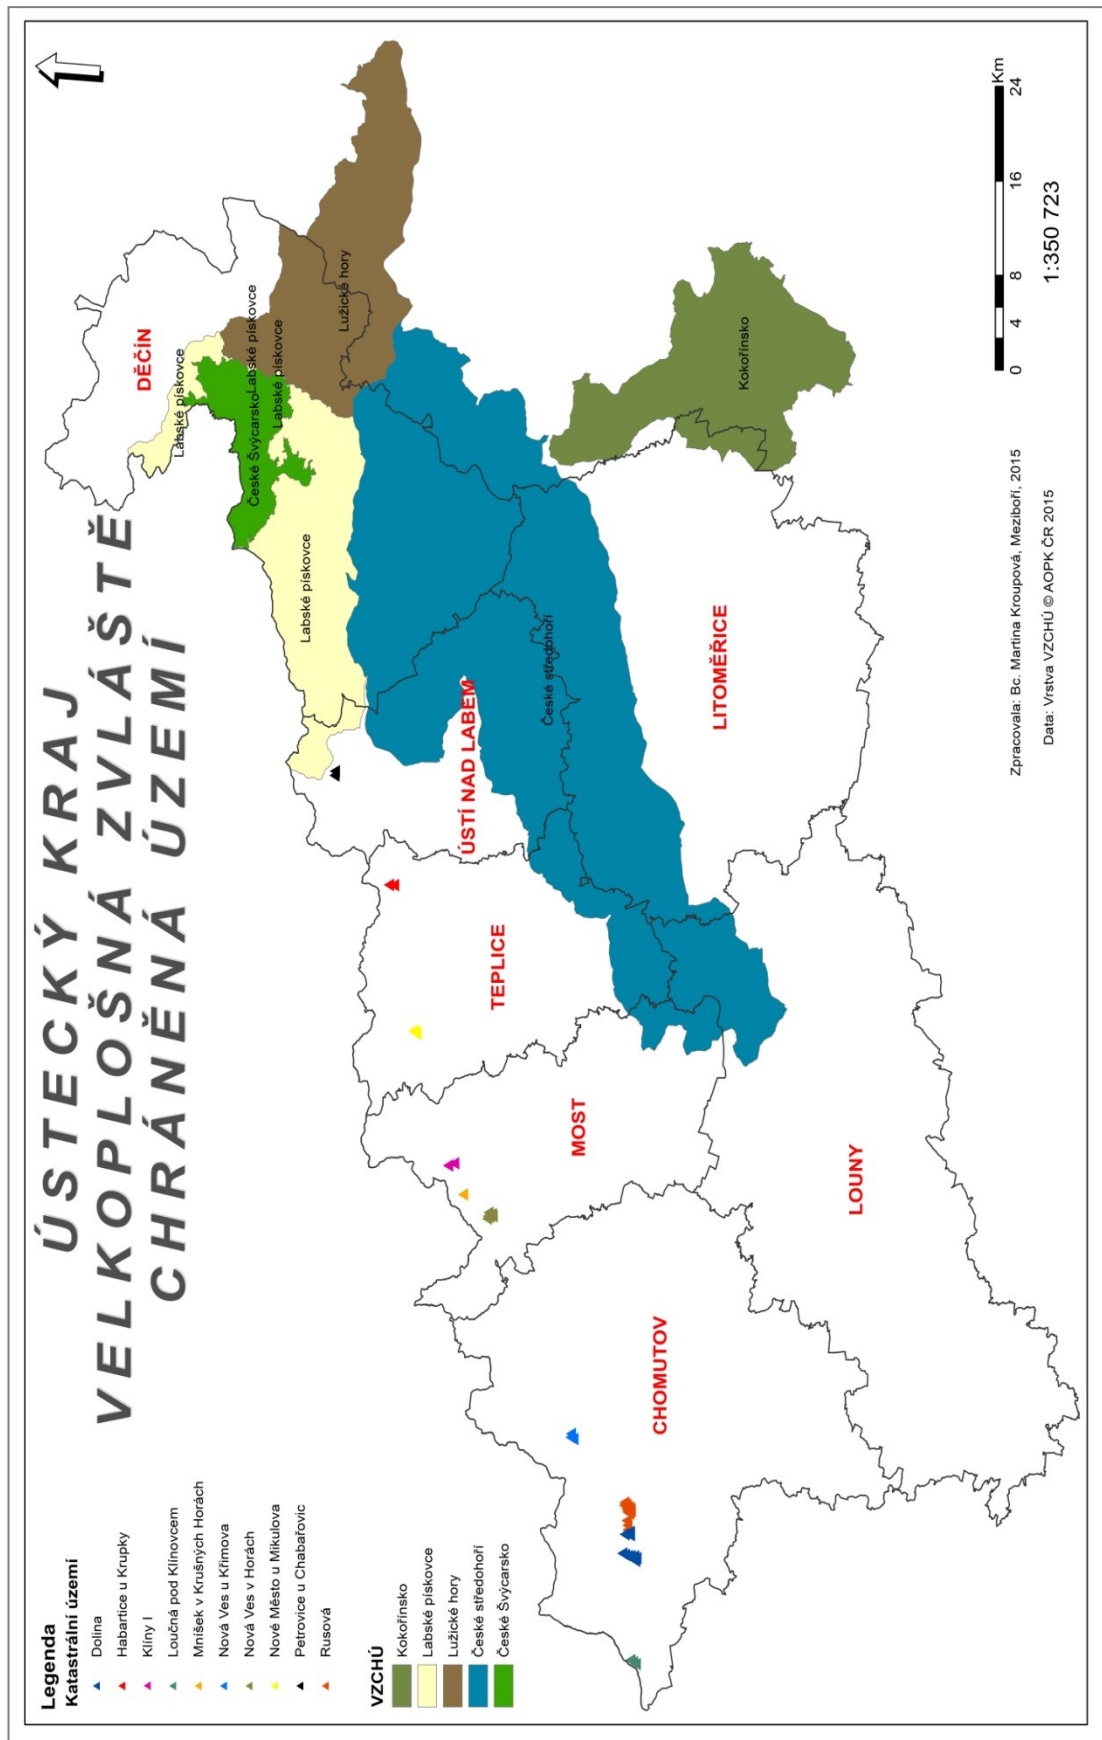 ÚSTECKÝ KRAJ
VELKOPLOŠNÁ ZVLÁŠTĚ
CHRÁNĚNÁ ÚZEMÍ
Legenda
Katastrální území
Dolina
Habartice u Krupky
Klíny I
Loučná pod Klínovcem
Mníšek v Krušných Horách
Nová Ves u Křimova
Nová Ves v Horách
Nové Město u Mikulova
Petrovice u Chabařovic
Rusová
VZCHÚ
Kokořínsko
Labské pískovce
Lužické hory
České středohoří
České Švýcarsko
DĚČÍN
Labské pískovce
České Švýcarsko
Labské pískovce
Labské pískovce
Labské pískovce
Lužické hory
ÚSTÍ NAD LABEM
České středohoří
TEPLICE
MOST
CHOMUTOV
LITOMĚŘICE
LOUNY
Kokořínsko
Km
0 4 8 16 24
1:350 723
Zpracovala: Bc. Martina Kroupová, Meziboří, 2015
Data: Vrstva VZCHÚ © AOPK ČR 2015